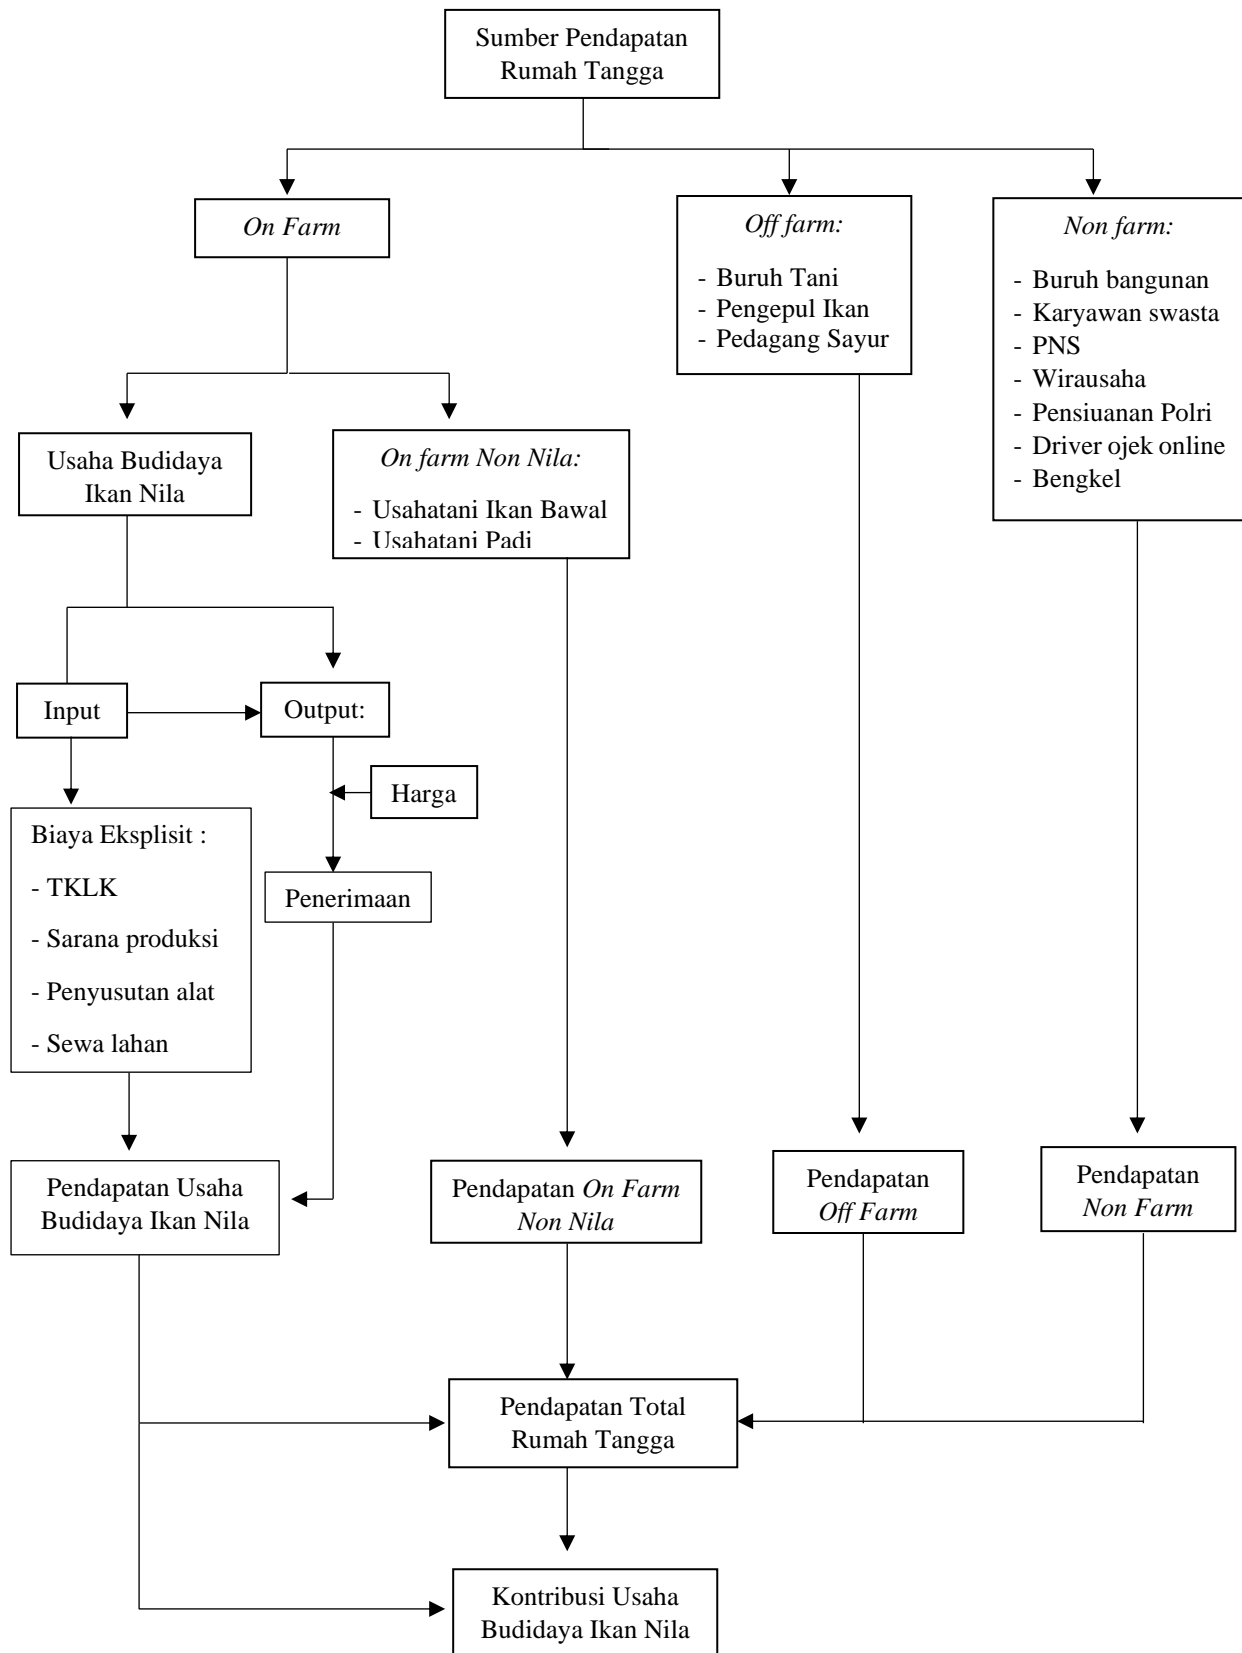 Sumber Pendapatan
Rumah Tangga
On Farm
Off farm:
- Buruh Tani
- Pengepul Ikan
- Pedagang Sayur
Non farm:
- Buruh bangunan
- Karyawan swasta
- PNS
- Wirausaha
- Pensiuanan Polri
- Driver ojek online
- Bengkel
Usaha Budidaya
Ikan Nila
On farm Non Nila:
- Usahatani Ikan Bawal
- Usahatani Padi
Input
Output:
Harga
Biaya Eksplisit :
- TKLK
- Sarana produksi
- Penyusutan alat
- Sewa lahan
Penerimaan
Pendapatan Usaha
Budidaya Ikan Nila
Pendapatan On Farm
Non Nila
Pendapatan
Off Farm
Pendapatan
Non Farm
Pendapatan Total
Rumah Tangga
Kontribusi Usaha
Budidaya Ikan Nila